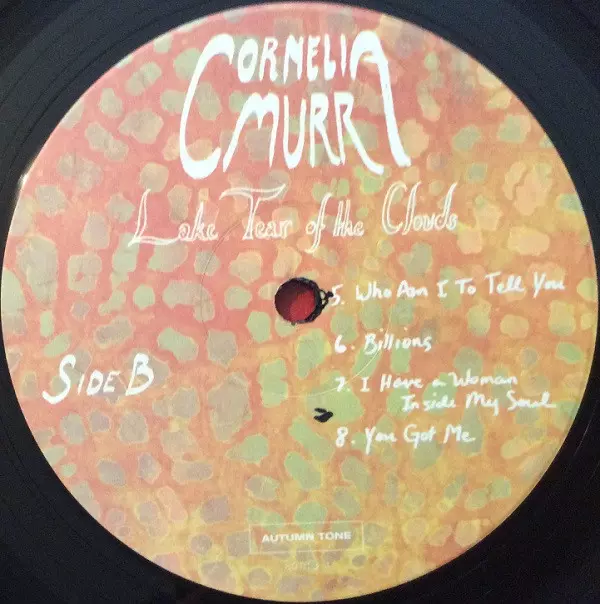 CORNELIA
MURR
Lake Tear of the Clouds
5. Who Am I To Tell You
6. Billions
SIDE B
7. I Have a Woman
Inside My Soul
8. You Got Me
AUTUMN TONE